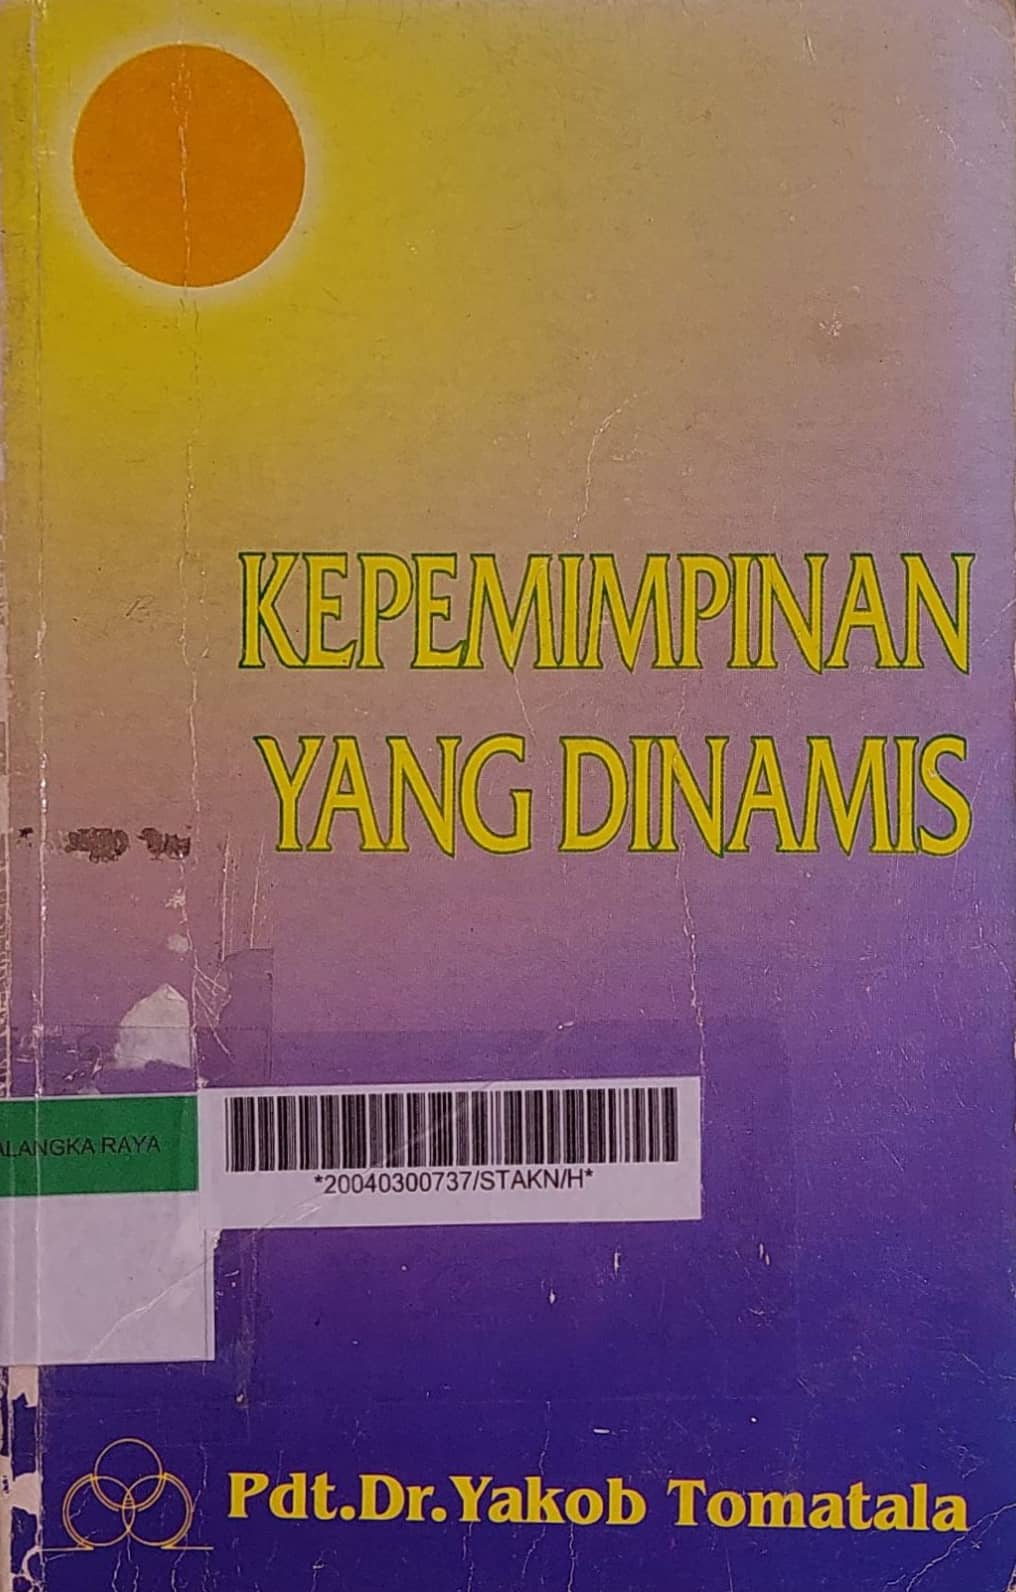 KEPEMIMPINAN
YANG DINAMIS
ALANGKA RAYA
*20040300737/STAKN/H*
Pdt.Dr.Yakob Tomatala